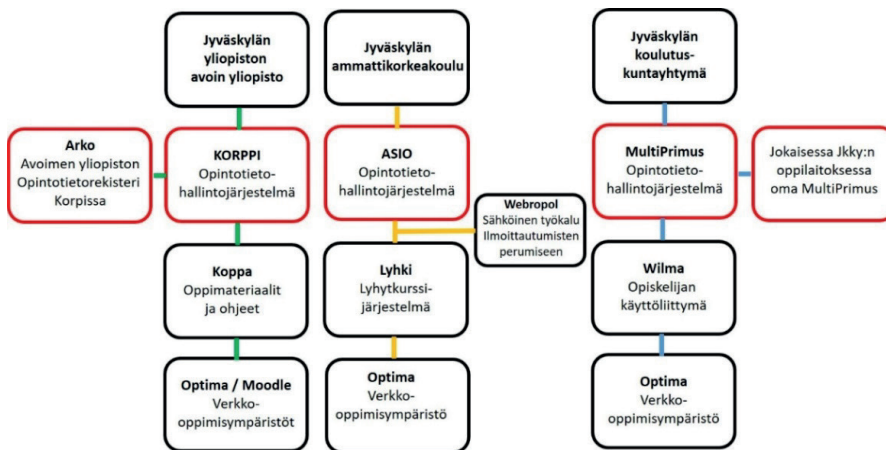 Jyväskylän
yliopiston
avoin yliopisto
Jyväskylän
ammattikorkeakoulu
Jyväskylän
koulutus-
kuntayhtymä
Arko
Avoimen yliopiston
Opintotietorekisteri
Korpissa
KORPPI
Opintotieto-
hallintojärjestelmä
ASIO
Opintotieto-
hallintojärjestelmä
MultiPrimus
Opintotieto-
hallintojärjestelmä
Jokaisessa Jkky:n
oppilaitoksessa
oma MultiPrimus
Webropol
Sähköinen työkalu
Ilmoittautumisten
perumiseen
Koppa
Oppimateriaalit
ja ohjeet
Lyhki
Lyhytkurssi-
järjestelmä
Wilma
Opiskelijan
käyttöliittymä
Optima / Moodle
Verkko-
oppimisympäristöt
Optima
Verkko-
oppimisympäristö
Optima
Verkko-
oppimisympäristö